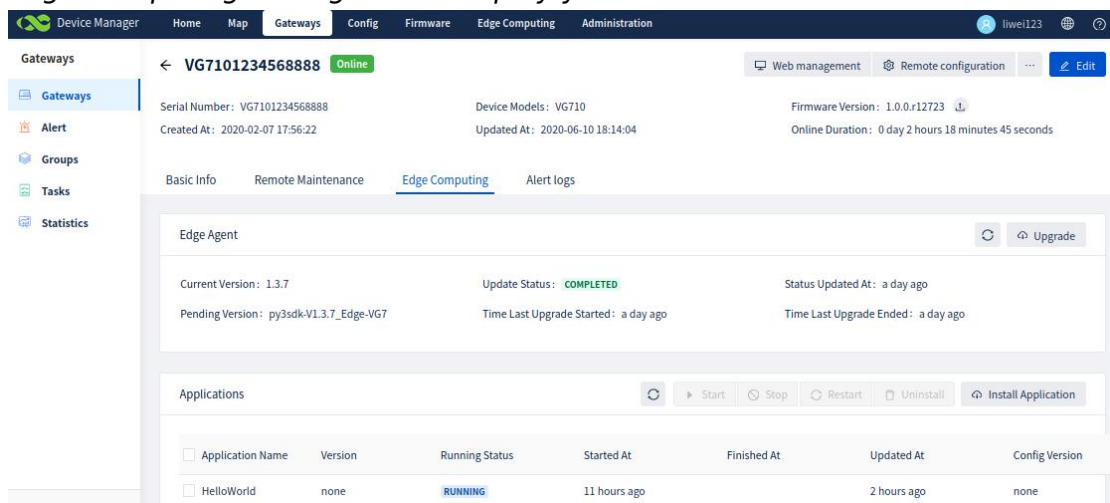 Device Manager Home Map Gateways Config Firmware Edge Computing Administration liwei123
Gateways
Gateways
Alert
Groups
Tasks
Statistics
← VG7101234568888 Online Web management Remote configuration ... Edit
Serial Number: VG7101234568888 Device Models: VG710 Firmware Version: 1.0.0.r12723
Created At: 2020-02-07 17:56:22 Updated At: 2020-06-10 18:14:04 Online Duration: 0 day 2 hours 18 minutes 45 seconds
Basic Info Remote Maintenance Edge Computing Alert logs
Edge Agent Upgrade
Current Version: 1.3.7 Update Status: COMPLETED Status Updated At: a day ago
Pending Version: py3sdk-V1.3.7_Edge-VG7 Time Last Upgrade Started: a day ago Time Last Upgrade Ended: a day ago
Applications Start Stop Restart Uninstall Install Application
Application Name Version Running Status Started At Finished At Updated At Config Version
HelloWorld none RUNNING 11 hours ago 2 hours ago none